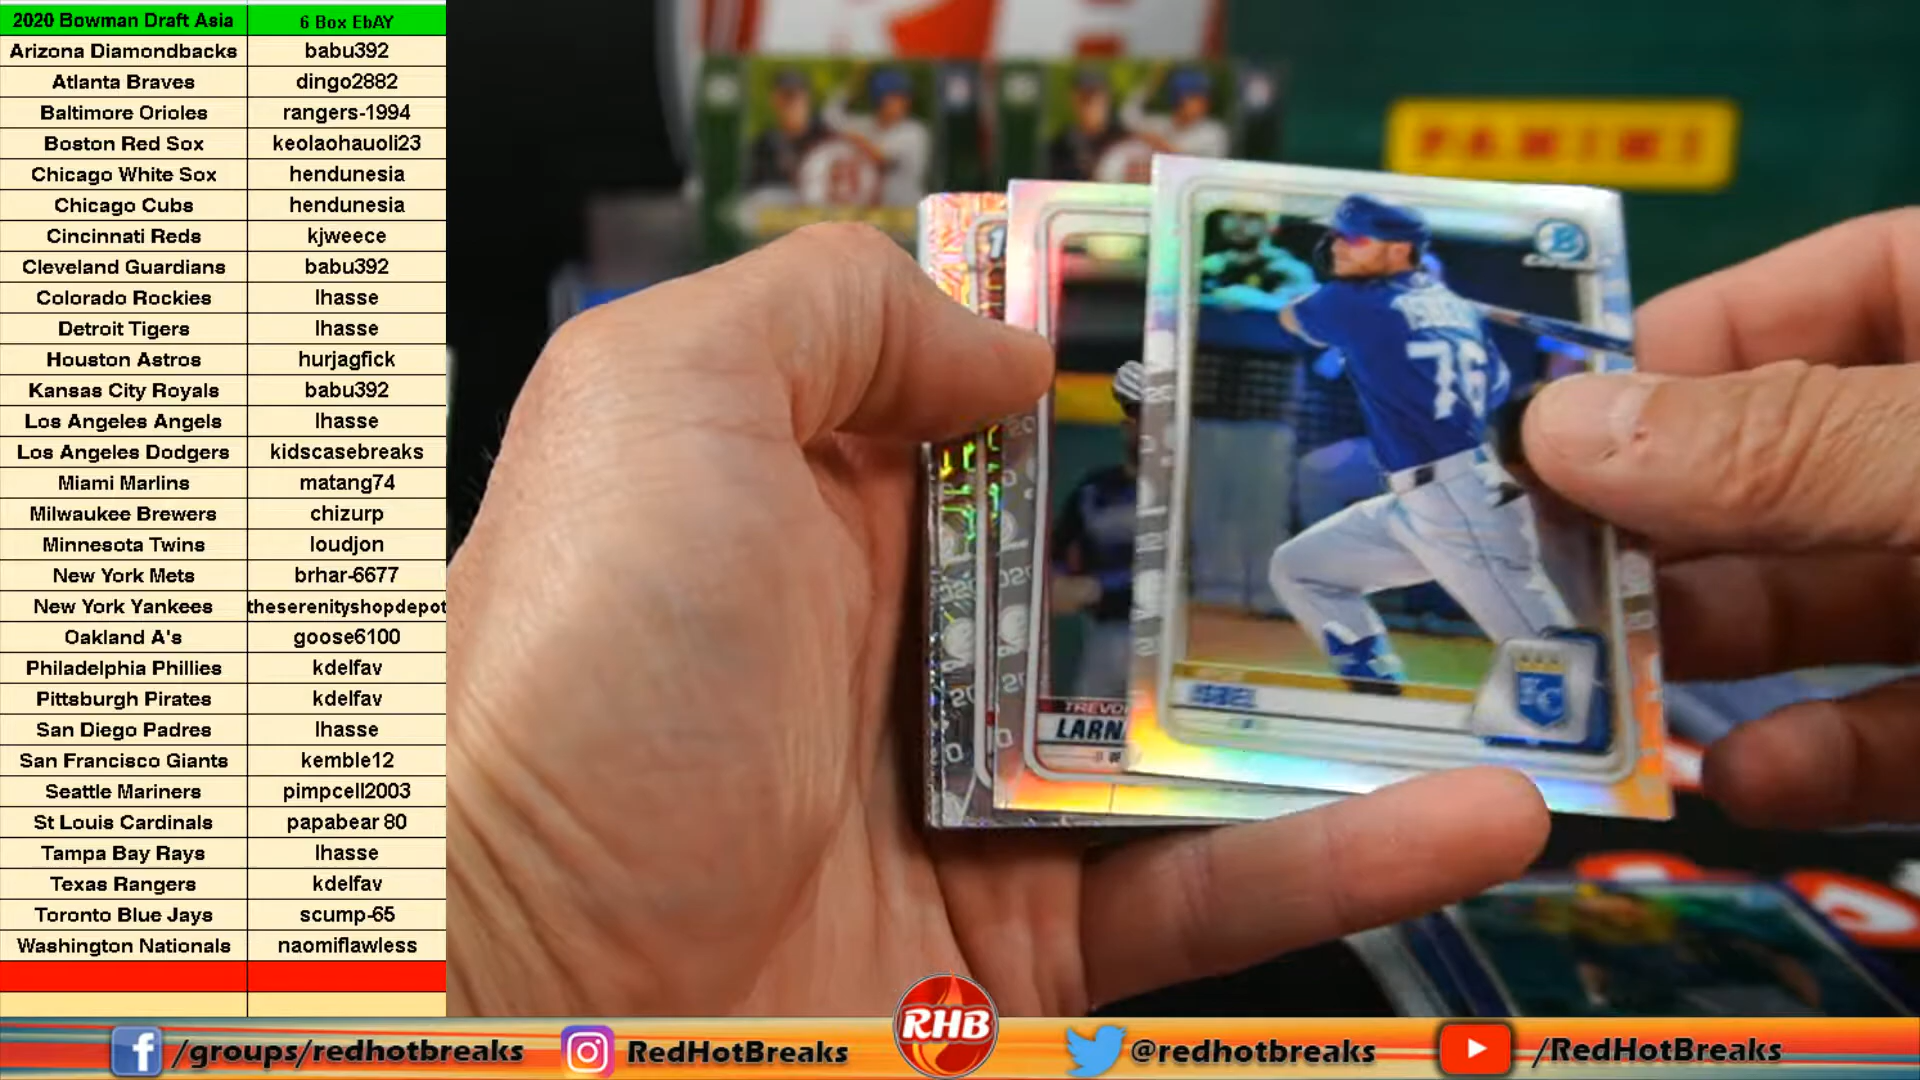 2020 Bowman Draft Asia 6 Box EbAY
Arizona Diamondbacks babu392
Atlanta Braves dingo2882
Baltimore Orioles rangers-1994
Boston Red Sox keolaohauoli23
Chicago White Sox hendunesia
Chicago Cubs hendunesia
Cincinnati Reds kjweece
Cleveland Guardians babu392
Colorado Rockies lhasse
Detroit Tigers lhasse
Houston Astros hurjagfick
Kansas City Royals babu392
Los Angeles Angels lhasse
Los Angeles Dodgers kidscasebreaks
Miami Marlins matang74
Milwaukee Brewers chizurp
Minnesota Twins loudjon
New York Mets brhar-6677
New York Yankees theserenityshopdepot
Oakland A's goose6100
Philadelphia Phillies kdelfav
Pittsburgh Pirates kdelfav
San Diego Padres lhasse
San Francisco Giants kemble12
Seattle Mariners pimpcell2003
St Louis Cardinals papabear 80
Tampa Bay Rays lhasse
Texas Rangers kdelfav
Toronto Blue Jays scump-65
Washington Nationals naomiflawless
PANINI
76
ISBEL
KC
TREVO
LARN
/groups/redhotbreaks
RedHotBreaks
RHB
@redhotbreaks
/RedHotBreaks